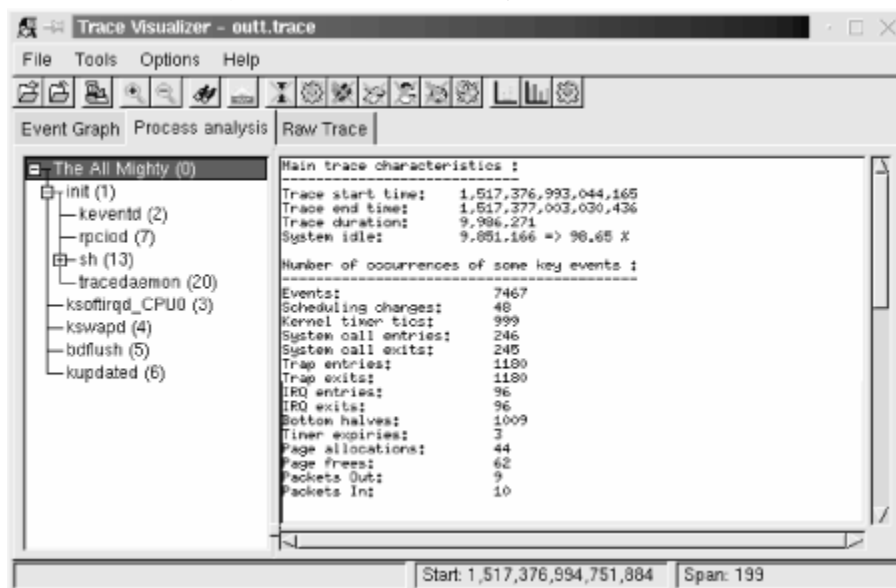 Trace Visualizer - outt.trace
File Tools Options Help
Event Graph Process analysis Raw Trace
The All Mighty (0)
init (1)
keventd (2)
rpciod (7)
sh (13)
tracedaemon (20)
ksoftirqd_CPU0 (3)
kswapd (4)
bdflush (5)
kupdated (6)
Main trace characteristics :
----------------------------
Trace start time: 1,517,376,993,044,165
Trace end time: 1,517,377,003,030,436
Trace duration: 9,986,271
System idle: 9,851,166 => 98.65 %
Number of occurrences of some key events :
------------------------------------------
Events: 7467
Scheduling changes: 48
Kernel timer tics: 999
System call entries: 246
System call exits: 245
Trap entries: 1180
Trap exits: 1180
IRQ entries: 96
IRQ exits: 96
Bottom halves: 1009
Timer expiries: 3
Page allocations: 44
Page frees: 62
Packets Out: 9
Packets In: 10
Start: 1,517,376,994,751,884 Span: 199